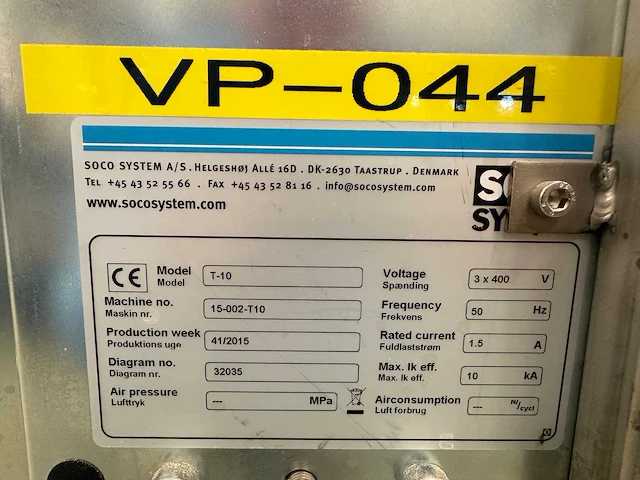 VP-044
SOCO SYSTEM A/S . HELGESHØJ ALLÉ 16D . DK-2630 TAASTRUP . DENMARK
TEL +45 43 52 55 66 . FAX +45 43 52 81 16 . info@socosystem.com
www.socosystem.com
CE Model T-10 Voltage 3 x 400 V
Model Spænding
Machine no. 15-002-T10 Frequency 50 Hz
Maskin nr. Frekvens
Production week 41/2015 Rated current 1.5 A
Produktions uge Fuldlaststrøm
Diagram no. 32035 Max. Ik eff. 10 kA
Diagram nr. Max. Ik eff.
Air pressure --- MPa Airconsumption --- Nl/cycl
Lufttryk Luft forbrug